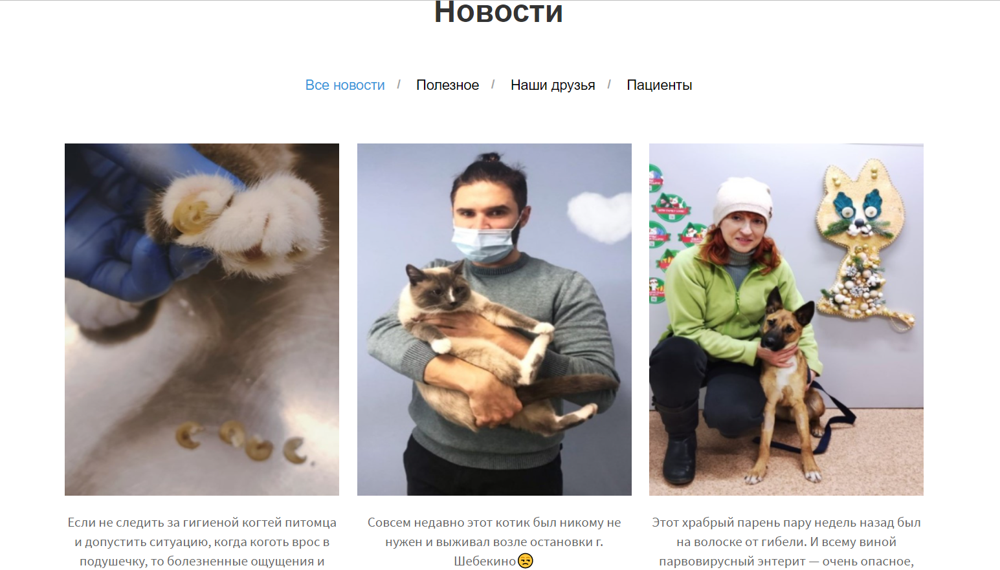 Новости
Все новости / Полезное / Наши друзья / Пациенты
Если не следить за гигиеной когтей питомца
и допустить ситуацию, когда коготь врос в
подушечку, то болезненные ощущения и
Совсем недавно этот котик был никому не
нужен и выживал возле остановки г.
Шебекино😒
Этот храбрый парень пару недель назад был
на волоске от гибели. И всему виной
парвовирусный энтерит — очень опасное,